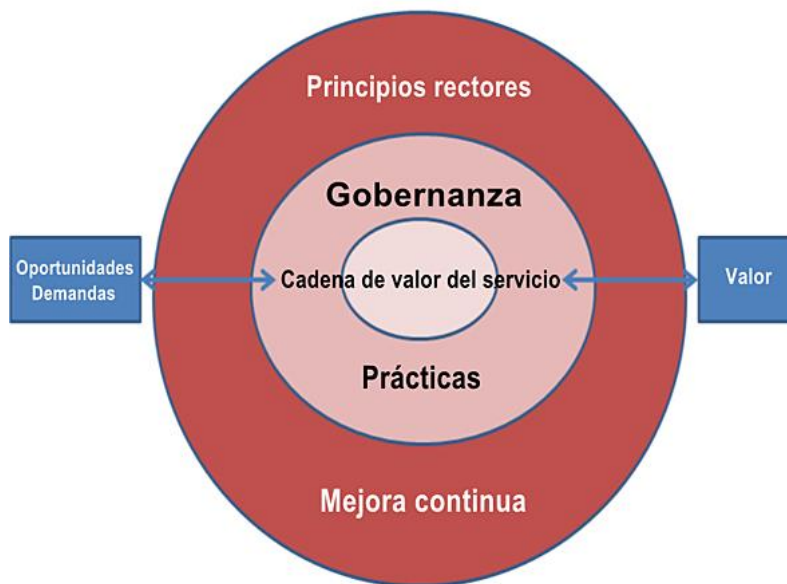 Principios rectores
Gobernanza
Oportunidades
Demandas
Cadena de valor del servicio
Valor
Prácticas
Mejora continua